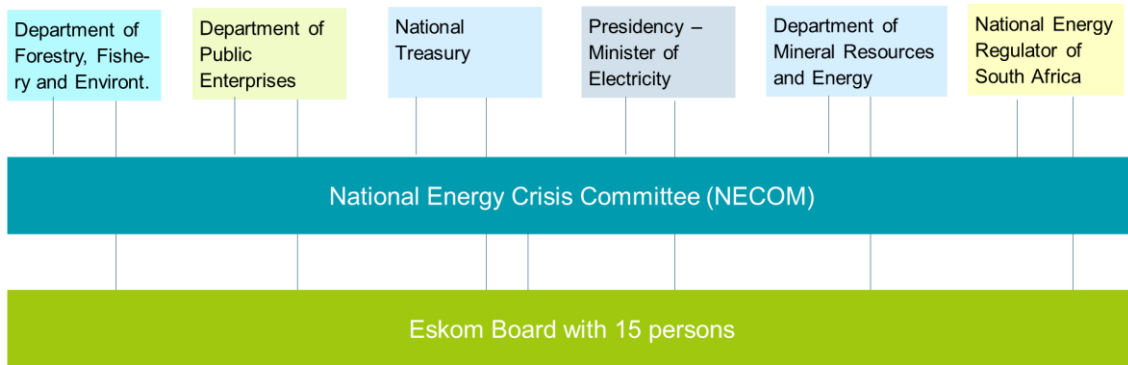 Department of
Forestry, Fishe-
ry and Environt.
Department of
Public
Enterprises
National
Treasury
Presidency –
Minister of
Electricity
Department of
Mineral Resources
and Energy
National Energy
Regulator of
South Africa
National Energy Crisis Committee (NECOM)
Eskom Board with 15 persons